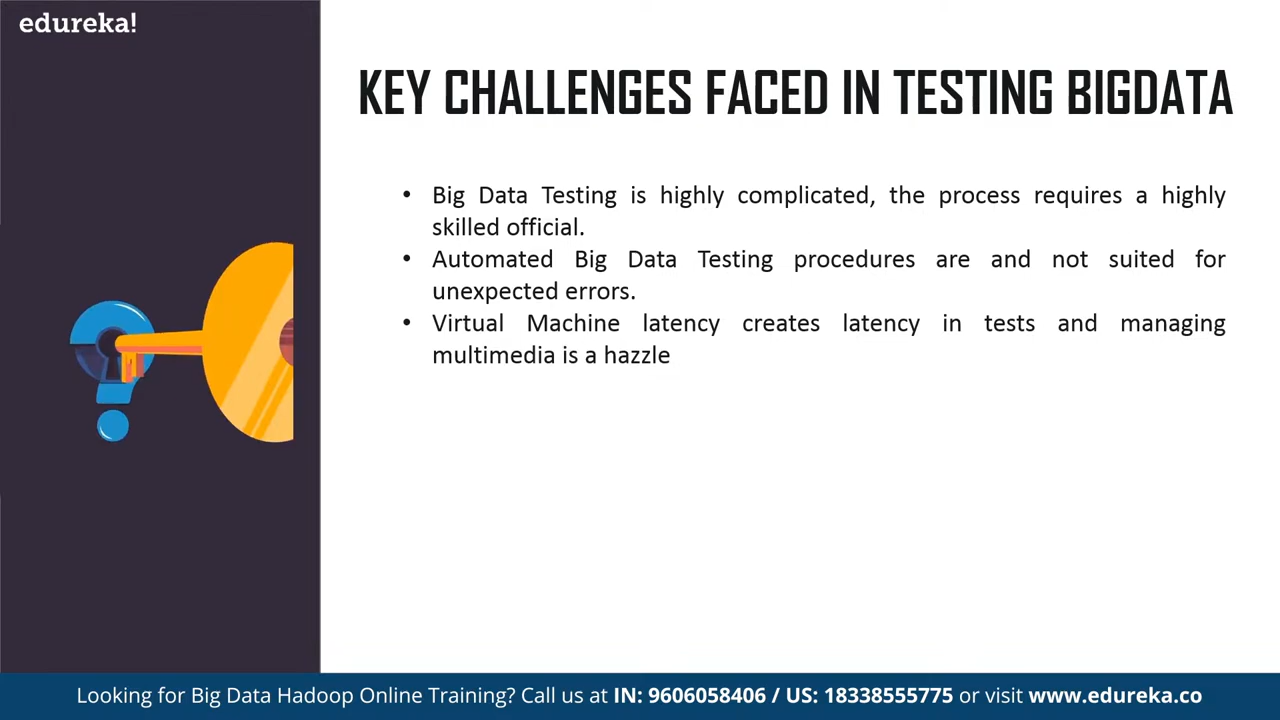 edureka!
KEY CHALLENGES FACED IN TESTING BIGDATA
• Big Data Testing is highly complicated, the process requires a highly
skilled official.
• Automated Big Data Testing procedures are and not suited for
unexpected errors.
• Virtual Machine latency creates latency in tests and managing
multimedia is a hazzle
Looking for Big Data Hadoop Online Training? Call us at IN: 9606058406 / US: 18338555775 or visit www.edureka.co